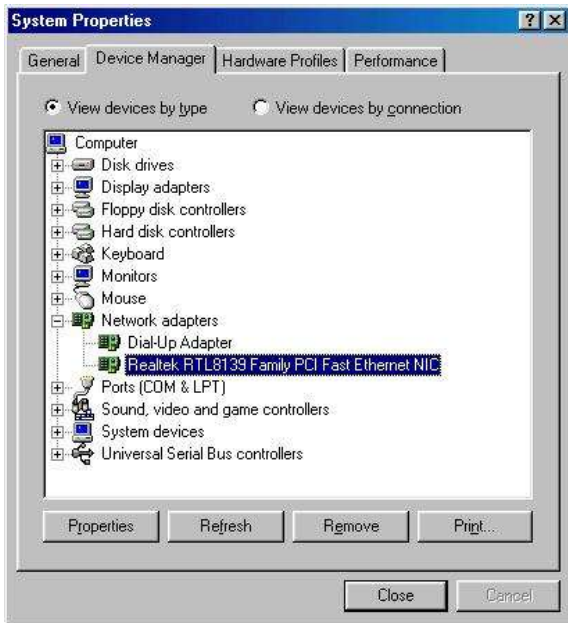 System Properties
General Device Manager Hardware Profiles Performance
View devices by type View devices by connection
Computer
Disk drives
Display adapters
Floppy disk controllers
Hard disk controllers
Keyboard
Monitors
Mouse
Network adapters
Dial-Up Adapter
Realtek RTL8139 Family PCI Fast Ethernet NIC
Ports (COM & LPT)
Sound, video and game controllers
System devices
Universal Serial Bus controllers
Properties Refresh Remove Print...
Close Cancel